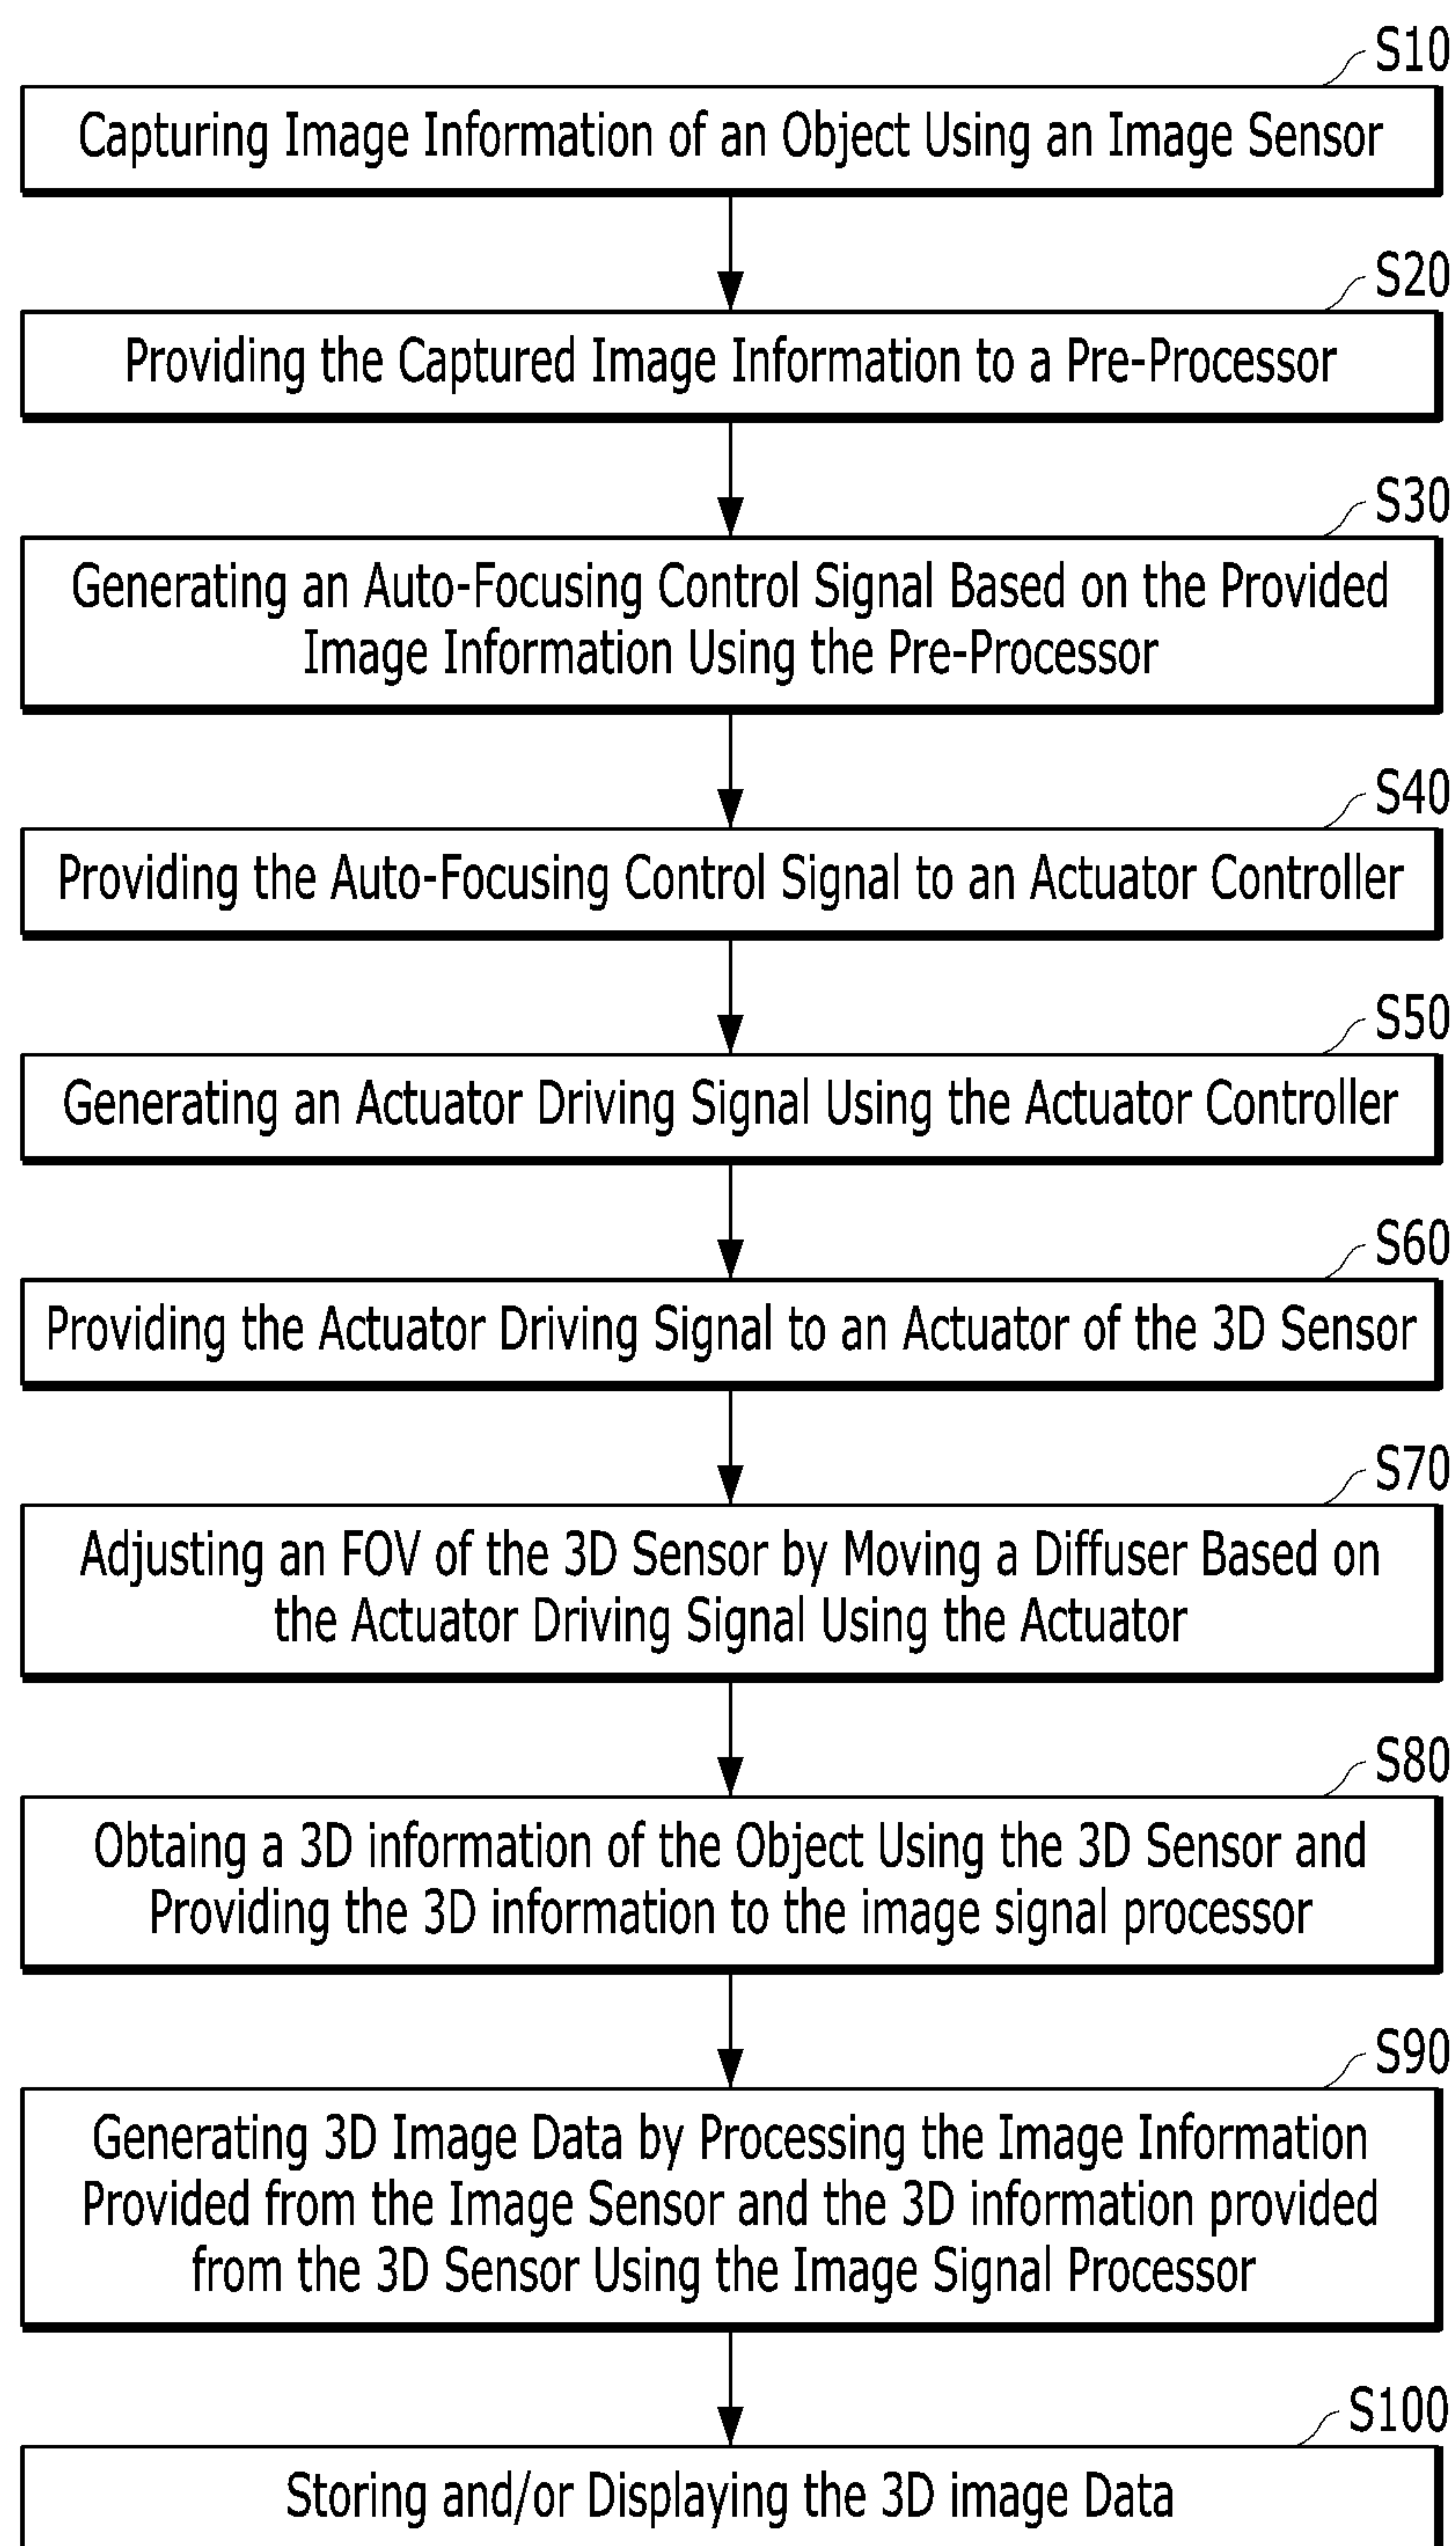 S10
Capturing Image Information of an Object Using an Image Sensor
S20
Providing the Captured Image Information to a Pre-Processor
S30
Generating an Auto-Focusing Control Signal Based on the Provided
Image Information Using the Pre-Processor
S40
Providing the Auto-Focusing Control Signal to an Actuator Controller
S50
Generating an Actuator Driving Signal Using the Actuator Controller
S60
Providing the Actuator Driving Signal to an Actuator of the 3D Sensor
S70
Adjusting an FOV of the 3D Sensor by Moving a Diffuser Based on
the Actuator Driving Signal Using the Actuator
S80
Obtaing a 3D information of the Object Using the 3D Sensor and
Providing the 3D information to the image signal processor
S90
Generating 3D Image Data by Processing the Image Information
Provided from the Image Sensor and the 3D information provided
from the 3D Sensor Using the Image Signal Processor
S100
Storing and/or Displaying the 3D image Data